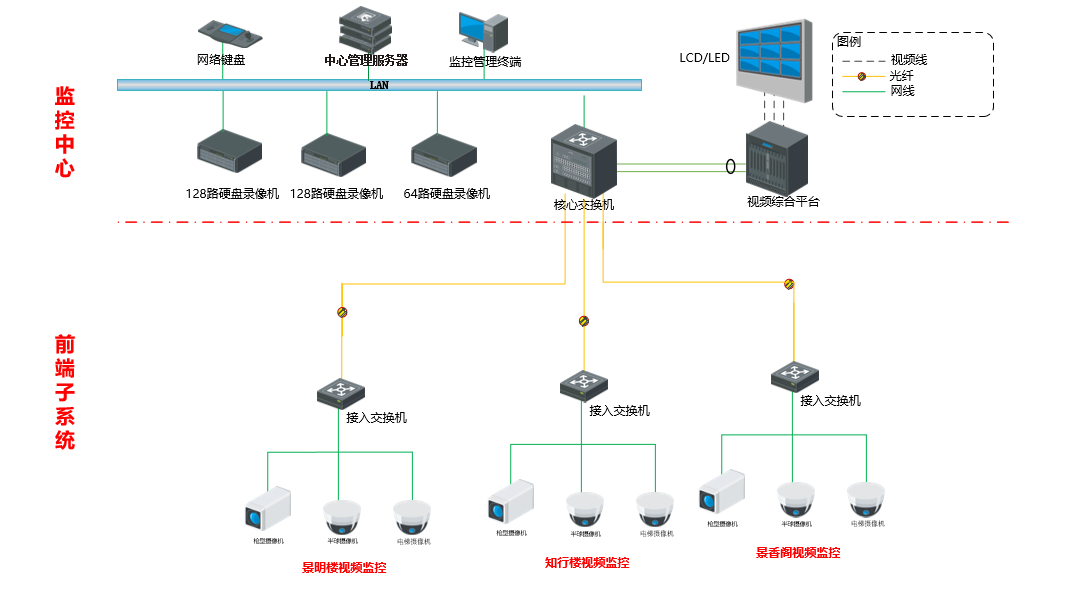 网络键盘
中心管理服务器
监控管理终端
LCD/LED
图例
视频线
光纤
网线
LAN
监控中心
128路硬盘录像机
128路硬盘录像机
64路硬盘录像机
核心交换机
视频综合平台
前端子系统
接入交换机
接入交换机
接入交换机
枪型摄像机
半球摄像机
电梯摄像机
景明楼视频监控
枪型摄像机
半球摄像机
电梯摄像机
知行楼视频监控
枪型摄像机
半球摄像机
电梯摄像机
景香阁视频监控